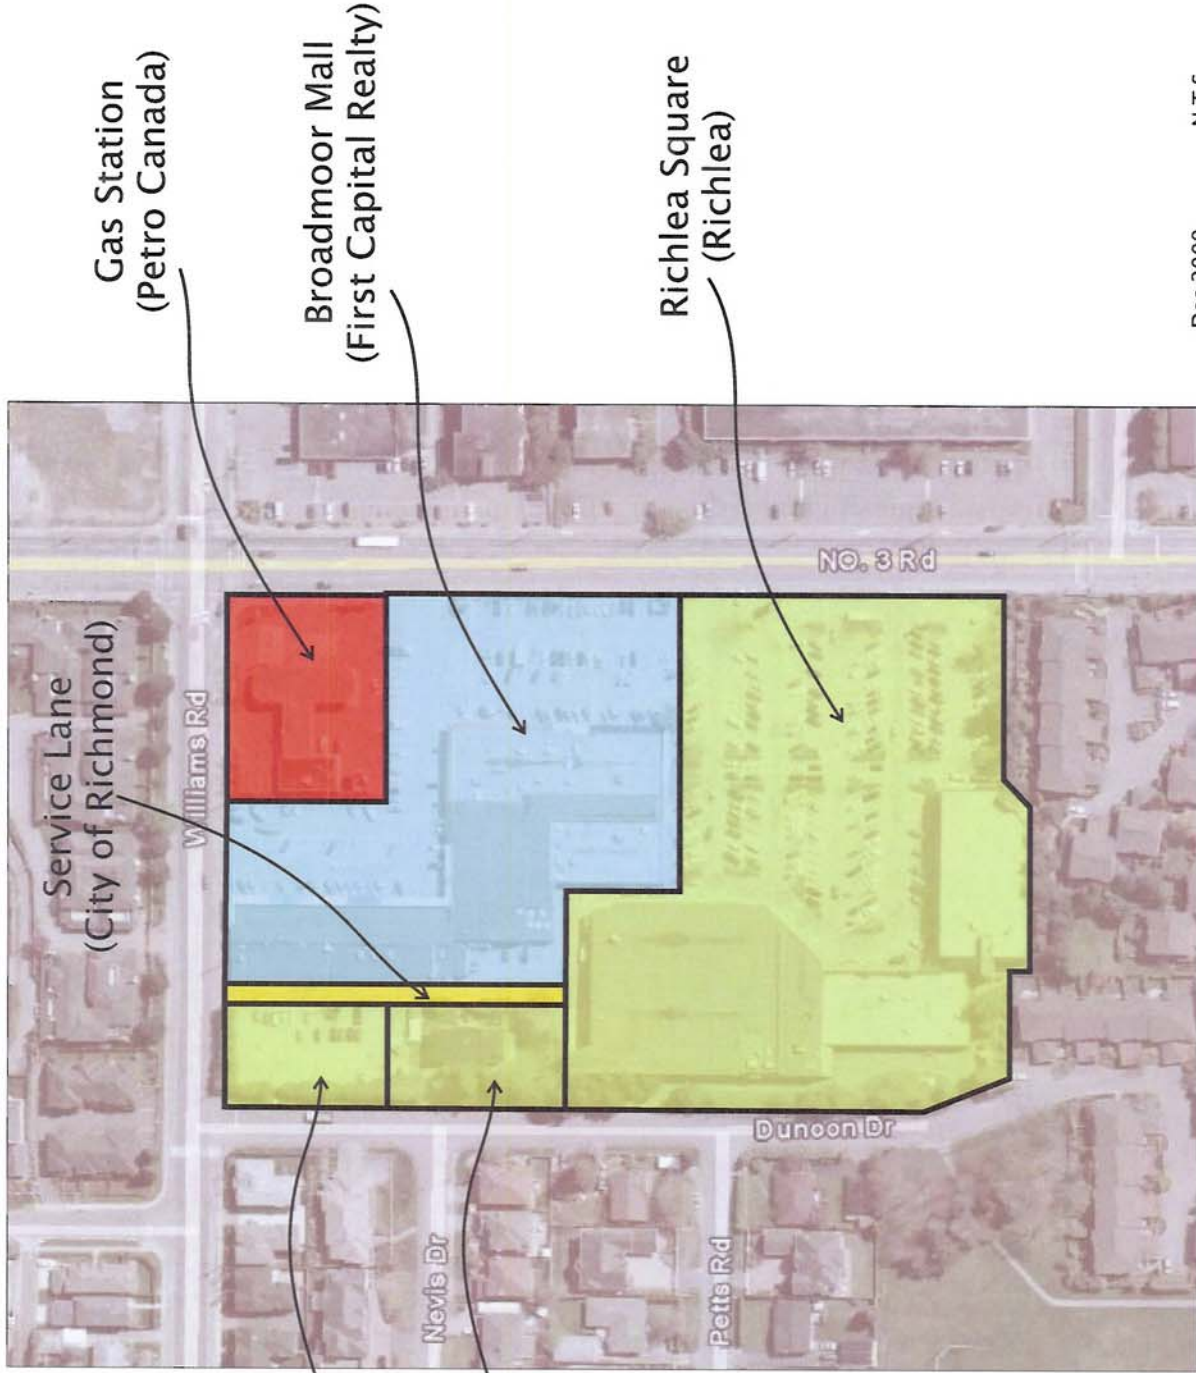 Gas Station
(Petro Canada)
Broadmoor Mall
(First Capital Realty)
Richlea Square
(Richlea)
Service Lane
(City of Richmond)
Williams Rd
NO. 3 Rd
Dunoon Dr
Nevis Dr
Petts Rd